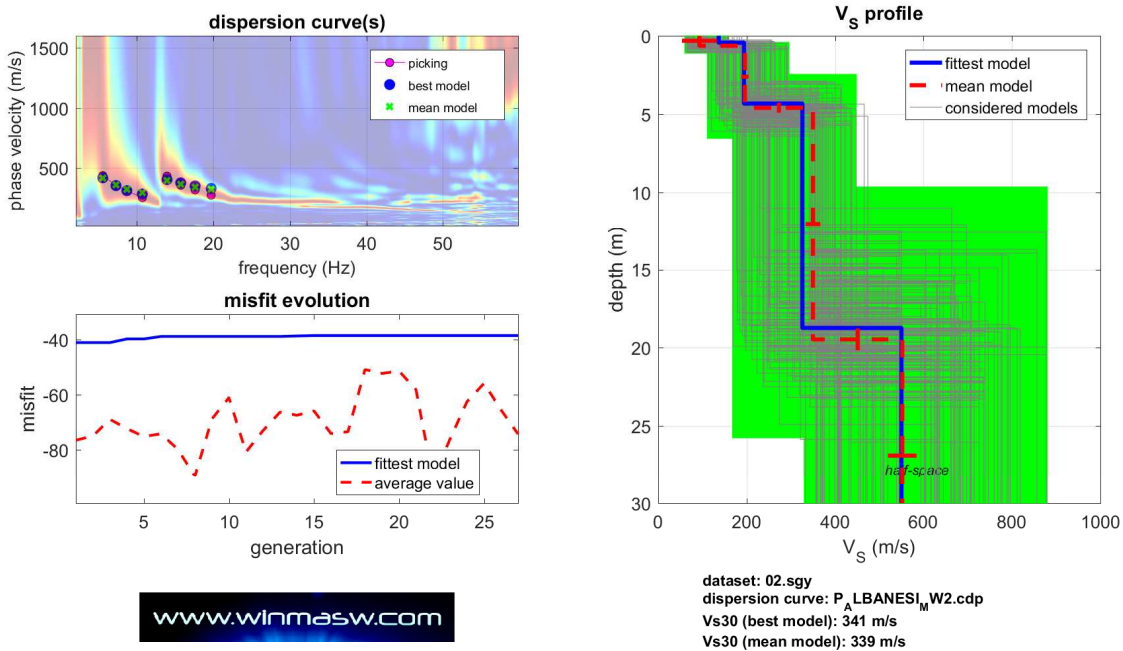 dispersion curve(s)
phase velocity (m/s)
1500
1000
500
picking
best model
mean model
10
20
30
40
50
frequency (Hz)
misfit evolution
misfit
-40
-60
-80
fittest model
average value
5
10
15
20
25
generation
www.winmasw.com
VS profile
depth (m)
0
5
10
15
20
25
30
fittest model
mean model
considered models
half-space
0
200
400
600
800
1000
VS (m/s)
dataset: 02.sgy
dispersion curve: PALBANESIMW2.cdp
Vs30 (best model): 341 m/s
Vs30 (mean model): 339 m/s